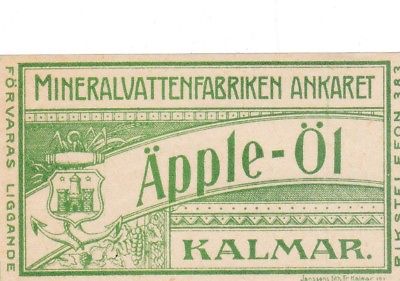 MINERALVATTENFABRIKEN ANKARET
FÖRVARAS LIGGANDE
Äpple-Öl
KALMAR.
RIKSTELEFON 383